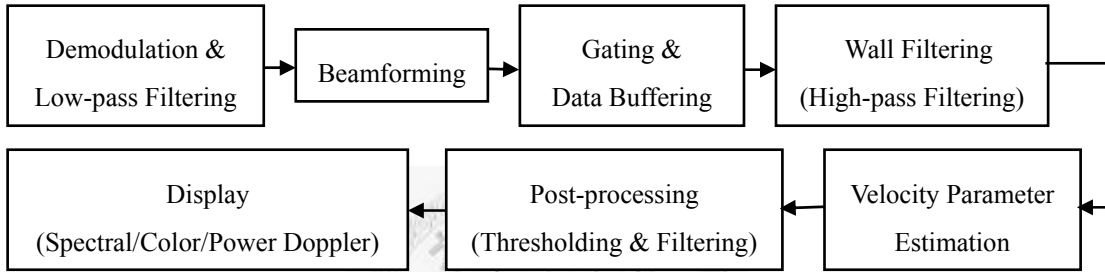 Demodulation &
Low-pass Filtering
Beamforming
Gating &
Data Buffering
Wall Filtering
(High-pass Filtering)
Velocity Parameter
Estimation
Post-processing
(Thresholding & Filtering)
Display
(Spectral/Color/Power Doppler)